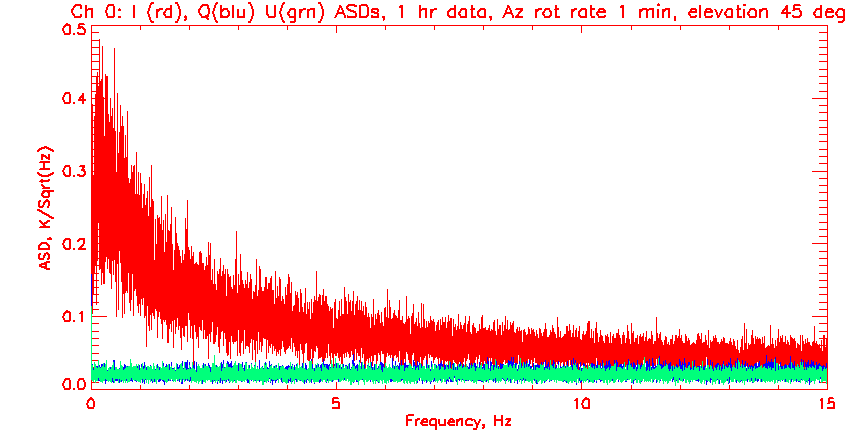 Ch 0: I (rd), Q(blu) U(grn) ASDs, 1 hr data, Az rot rate 1 min, elevation 45 deg
0.5
0.4
0.3
0.2
0.1
0.0
ASD, K/Sqrt(Hz)
0 5 10 15
Frequency, Hz